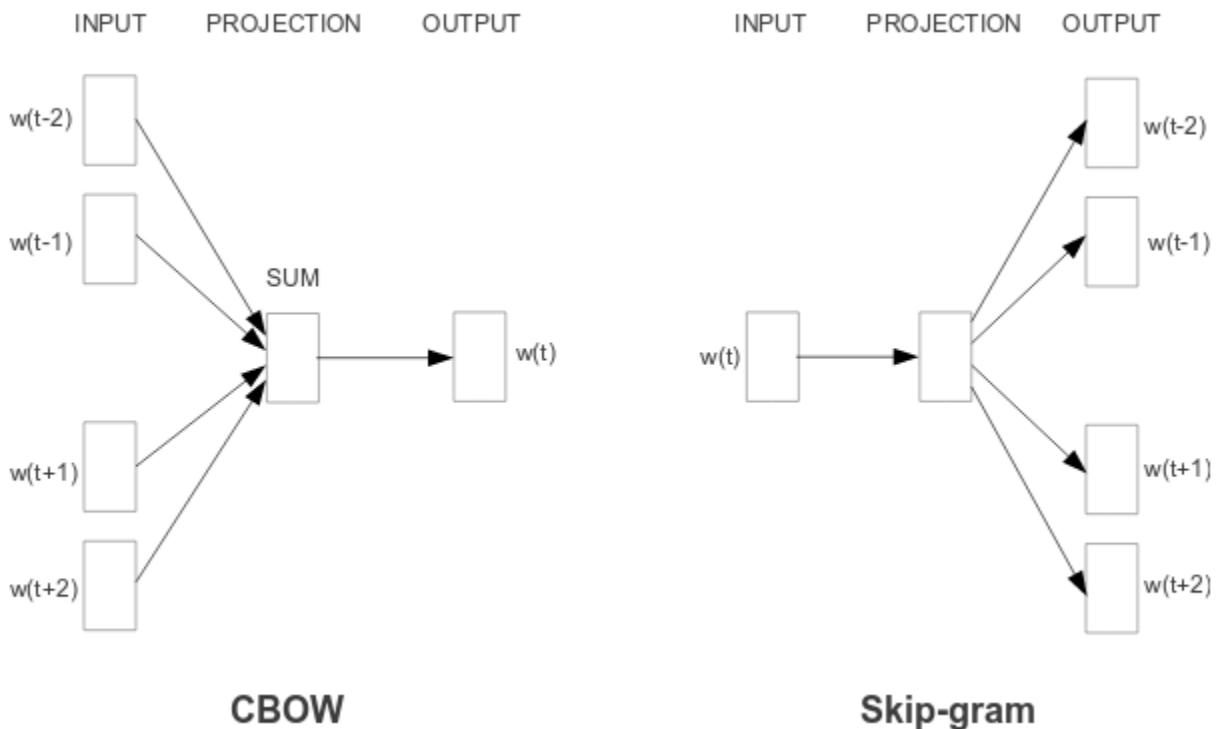 INPUT PROJECTION OUTPUT
w(t-2)
w(t-1)
SUM
w(t)
w(t+1)
w(t+2)
CBOW
INPUT PROJECTION OUTPUT
w(t-2)
w(t-1)
w(t)
w(t+1)
w(t+2)
Skip-gram